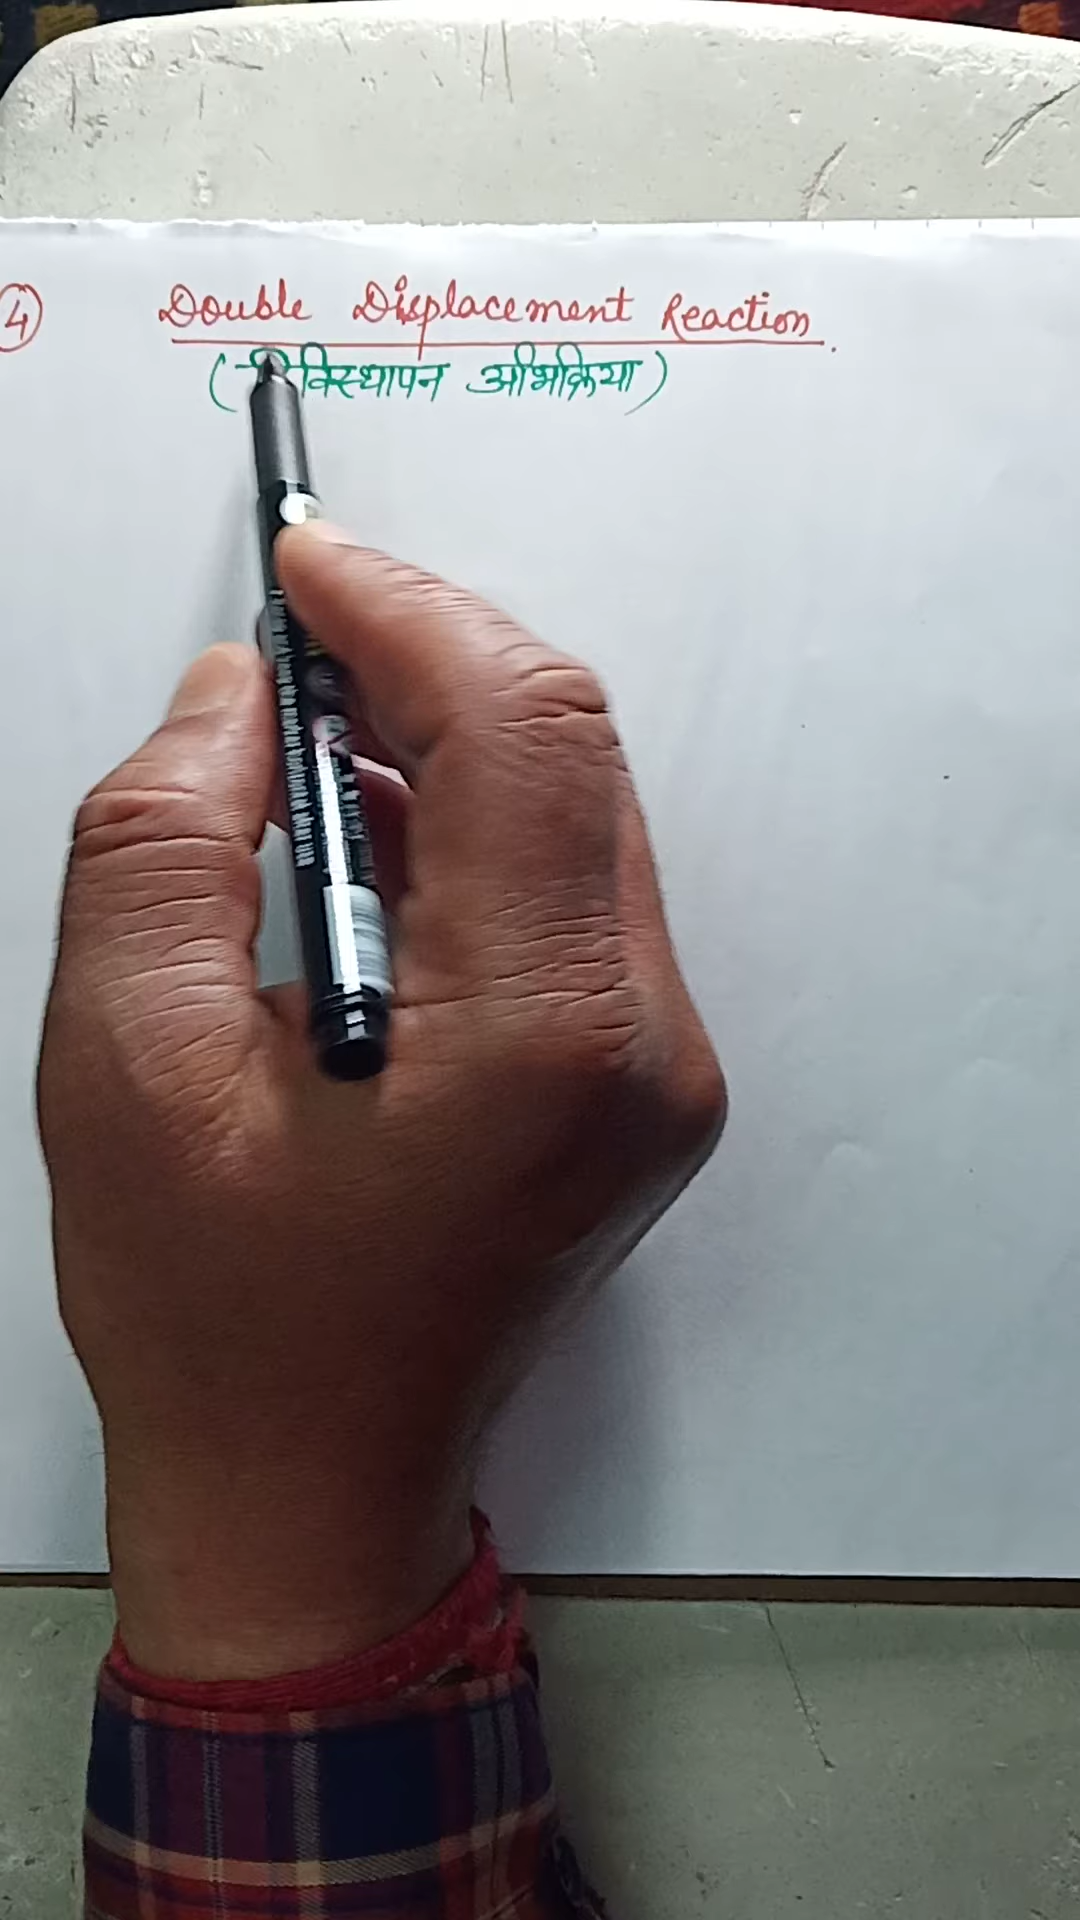 ④ Double Displacement Reaction.
विस्थापन अभिक्रिया)